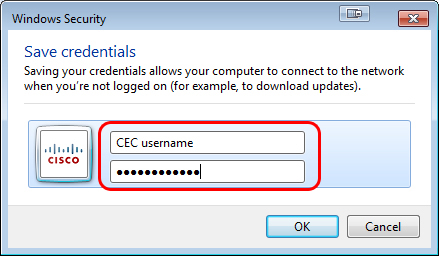 Windows Security
Save credentials
Saving your credentials allows your computer to connect to the network
when you're not logged on (for example, to download updates).
CISCO
CEC username
●●●●●●●●●●●●
OK
Cancel